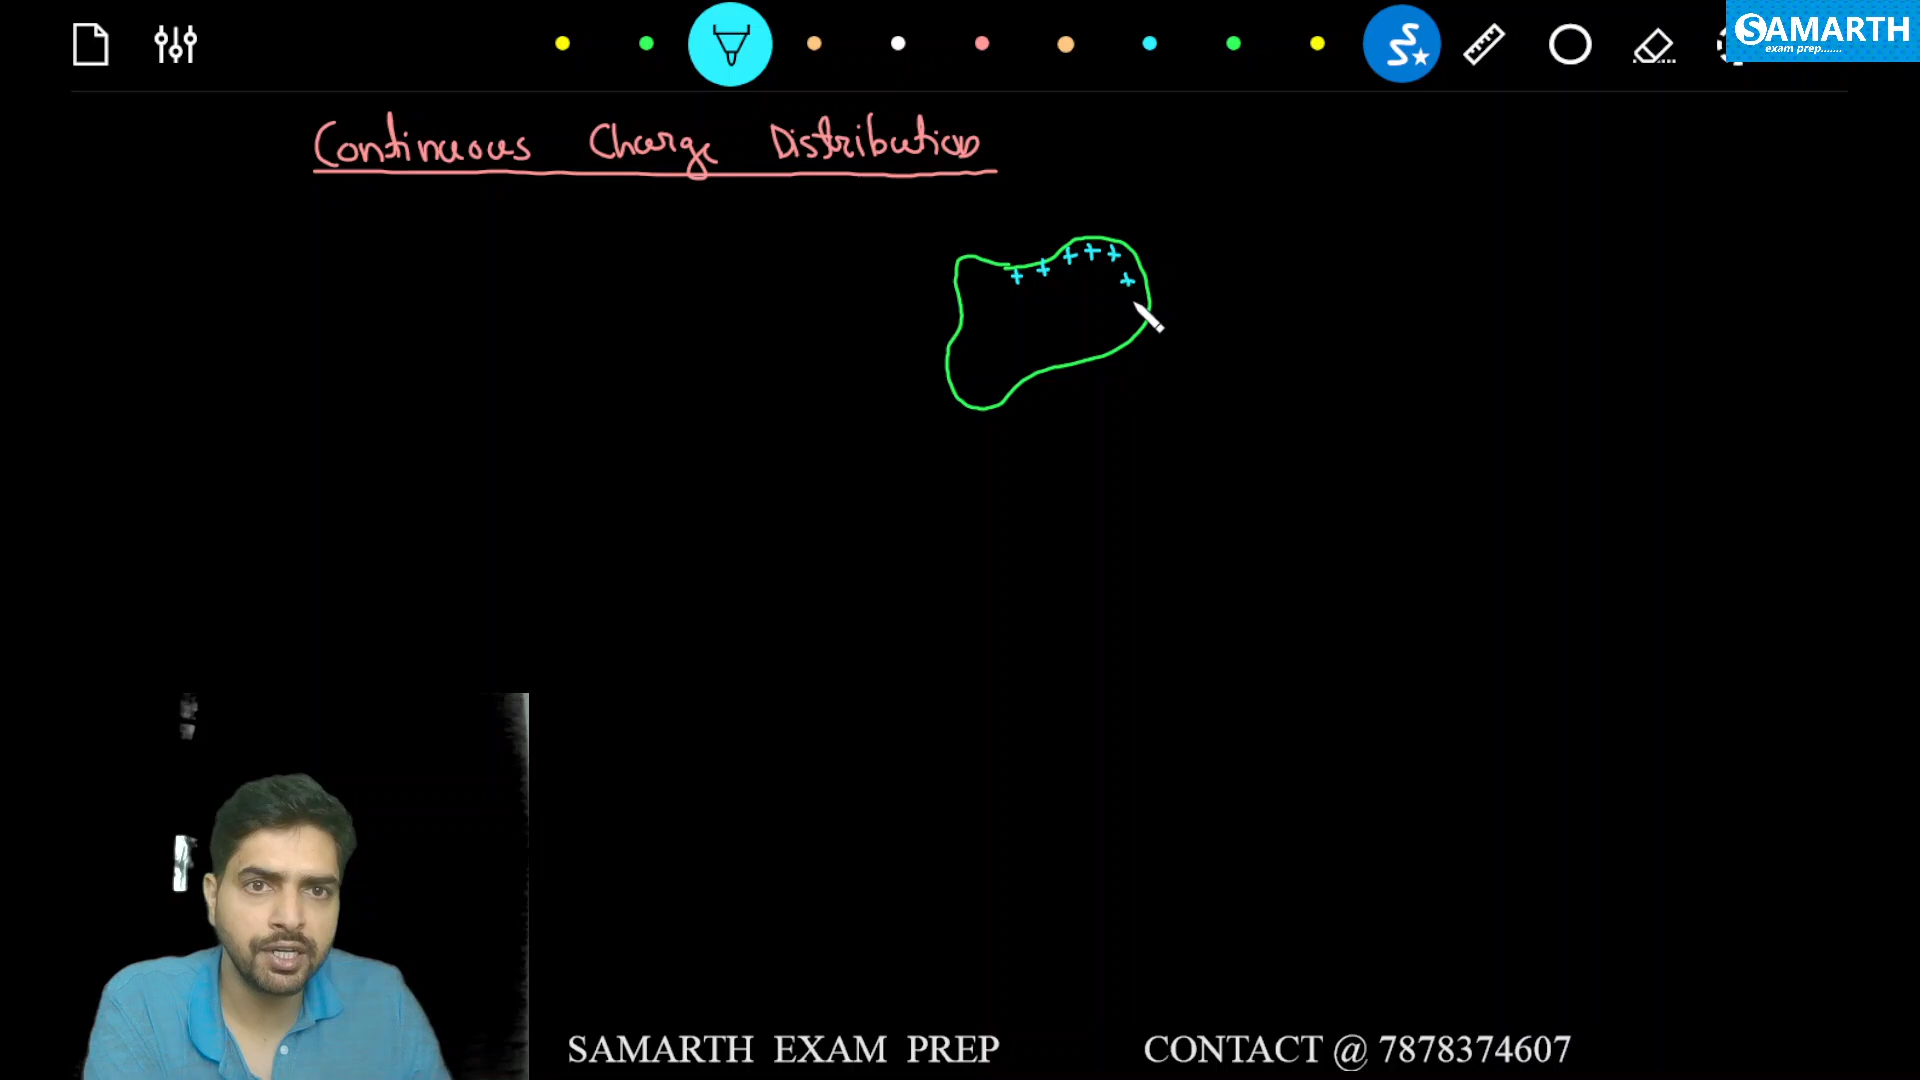 SAMARTH
exam prep.......
Continuous Charge Distribution
+ + + + + +
SAMARTH EXAM PREP CONTACT @ 7878374607